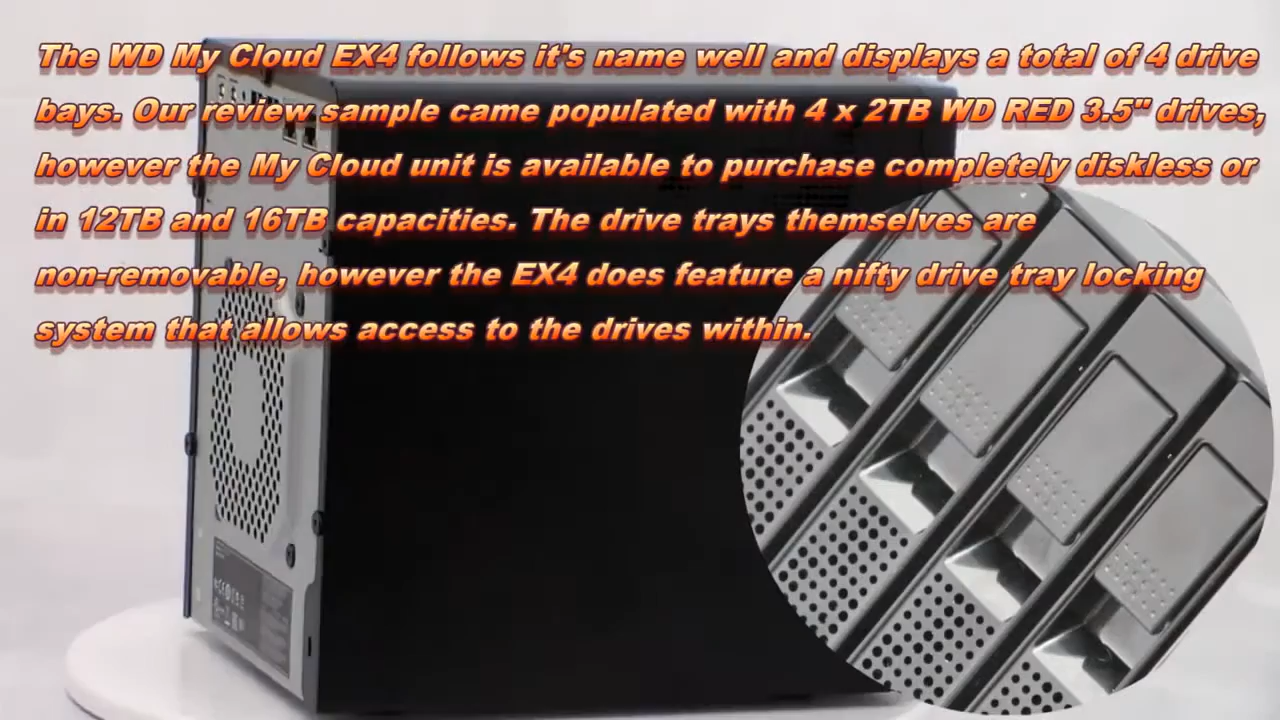 The WD My Cloud EX4 follows it's name well and displays a total of 4 drive
bays. Our review sample came populated with 4 x 2TB WD RED 3.5" drives,
however the My Cloud unit is available to purchase completely diskless or
in 12TB and 16TB capacities. The drive trays themselves are
non-removable, however the EX4 does feature a nifty drive tray locking
system that allows access to the drives within.